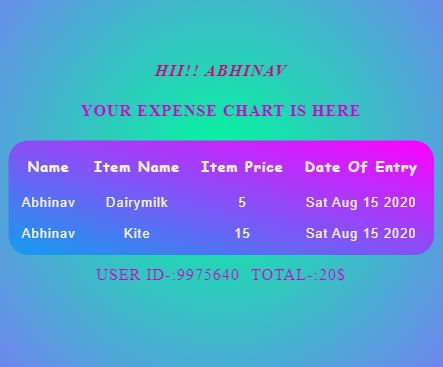 HII!! ABHINAV
YOUR EXPENSE CHART IS HERE
Name Item Name Item Price Date Of Entry
Abhinav Dairymilk 5 Sat Aug 15 2020
Abhinav Kite 15 Sat Aug 15 2020
USER ID-:9975640 TOTAL-:20$